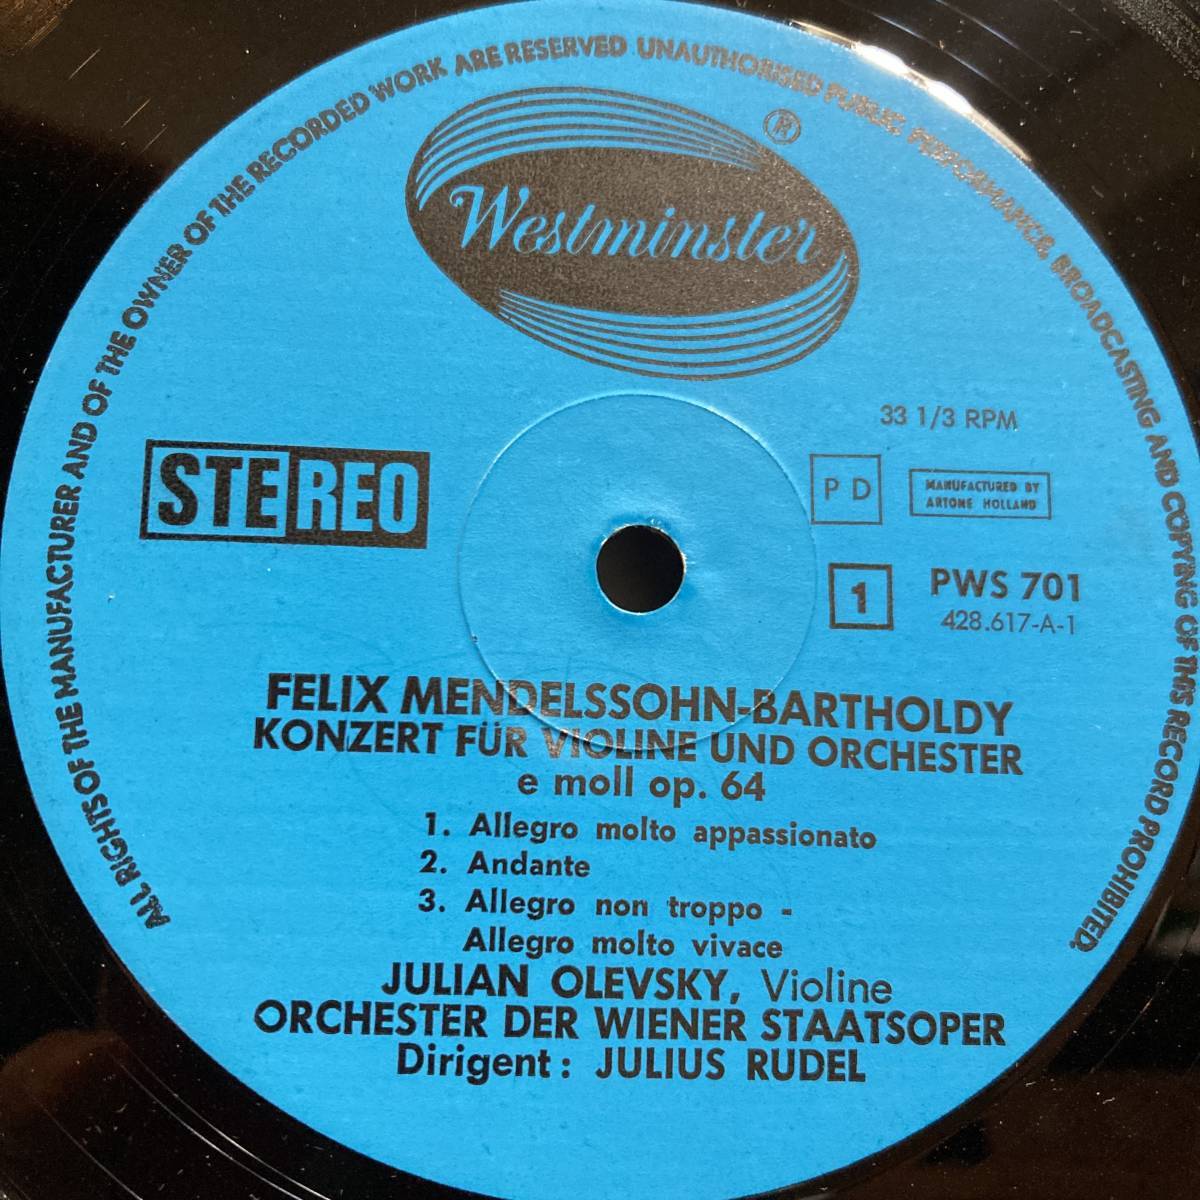 ALL RIGHTS OF THE MANUFACTURER AND OF THE OWNER OF THE RECORDED WORK ARE RESERVED UNAUTHORISED PUBLIC PERFORMANCE, BROADCASTING AND COPYING OF THIS RECORD PROHIBITED.
Westminster ®
33 1/3 RPM
STEREO
P D
MANUFACTURED BY
ARTONE HOLLAND
1
PWS 701
428.617-A-1
FELIX MENDELSSOHN-BARTHOLDY
KONZERT FÜR VIOLINE UND ORCHESTER
e moll op. 64
1. Allegro molto appassionato
2. Andante
3. Allegro non troppo -
Allegro molto vivace
JULIAN OLEVSKY, Violine
ORCHESTER DER WIENER STAATSOPER
Dirigent: JULIUS RUDEL